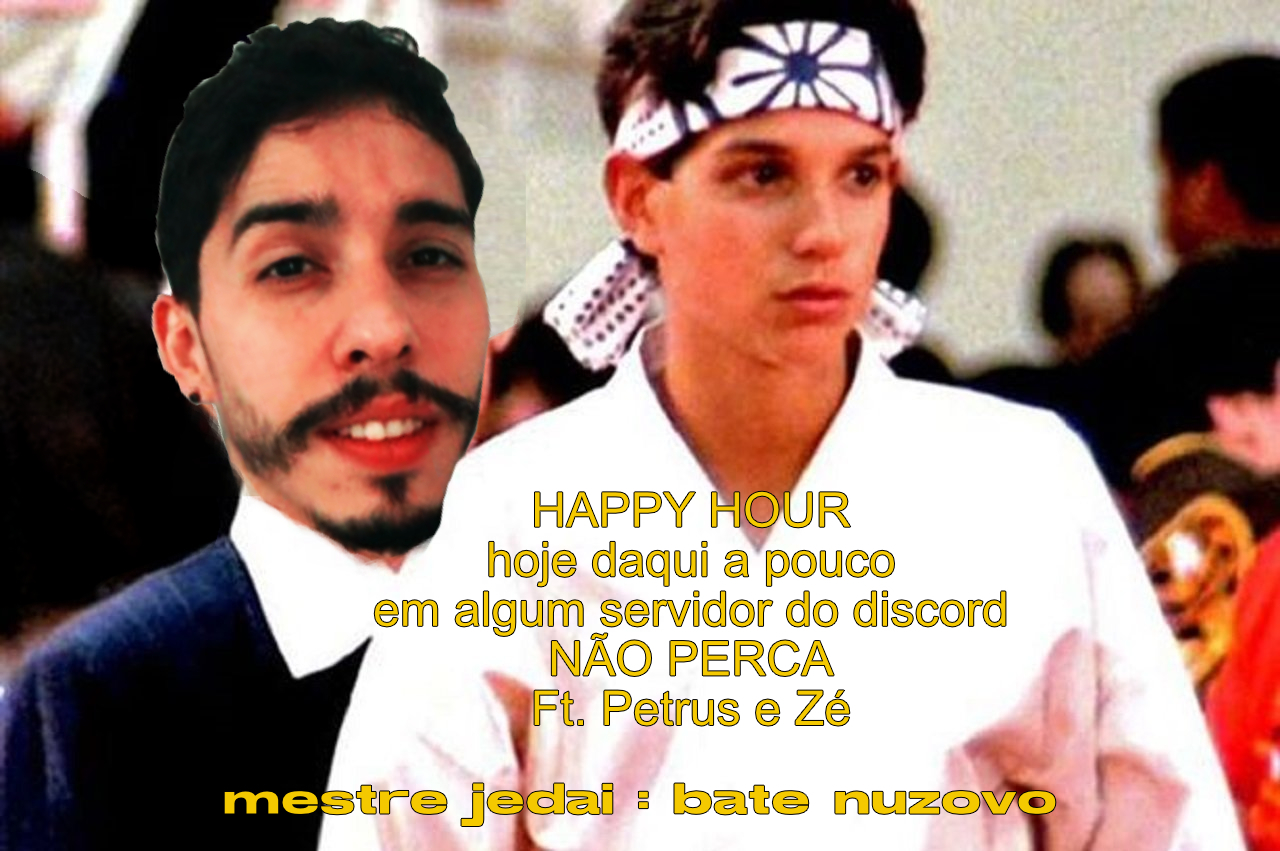 HAPPY HOUR
hoje daqui a pouco
em algum servidor do discord
NÃO PERCA
Ft. Petrus e Zé
mestre jedai : bate nuzovo